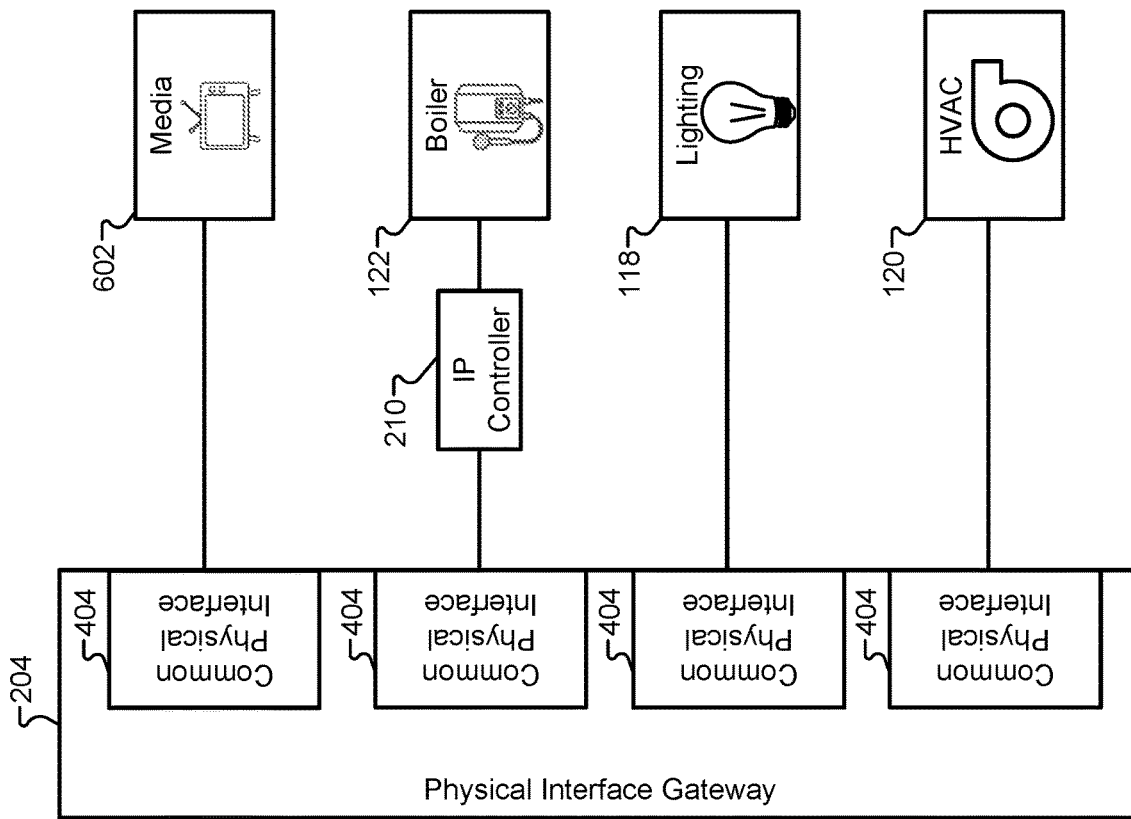 204
404
Common
Physical
Interface
404
Common
Physical
Interface
404
Common
Physical
Interface
404
Common
Physical
Interface
Physical Interface Gateway
210
IP
Controller
602
Media
122
Boiler
118
Lighting
120
HVAC